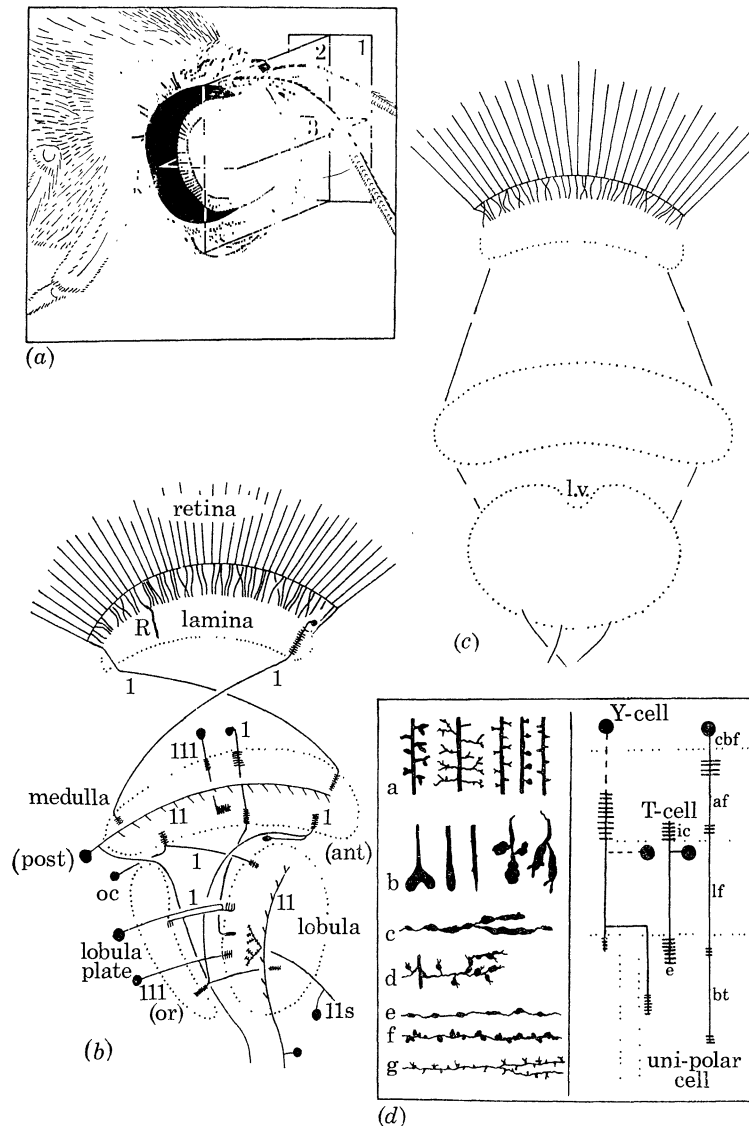 2 1
(a)
l.v.
(c)
retina
R lamina
1 1
111 1
medulla
11 1
(post) (ant)
1
oc
1 11
lobula
lobula
plate
111
(or) 11s
(b)
Y-cell
cbf
a
T-cell af
ic
b
lf
c
d
e
e
bt
f
g
uni-polar
cell
(d)